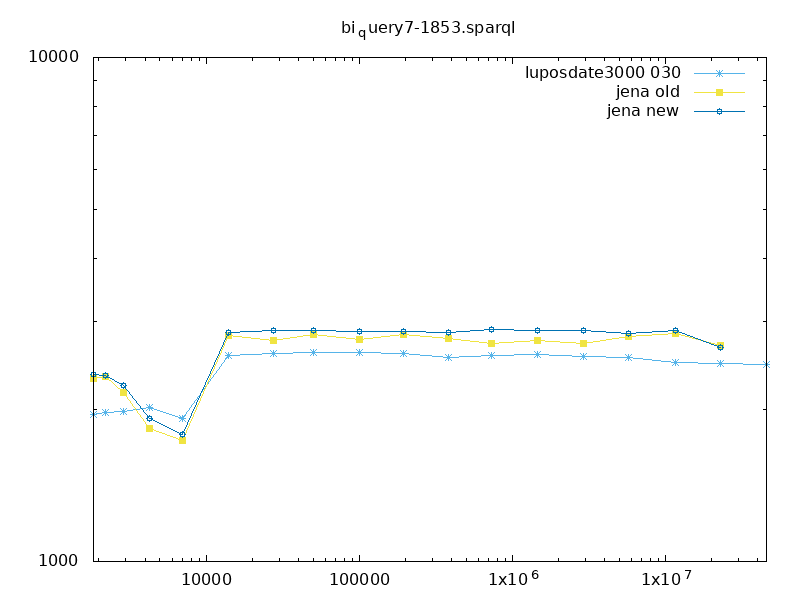 bi_query7-1853.sparql
10000
luposdate3000 030
jena old
jena new
1000
10000 100000 1x10^6 1x10^7